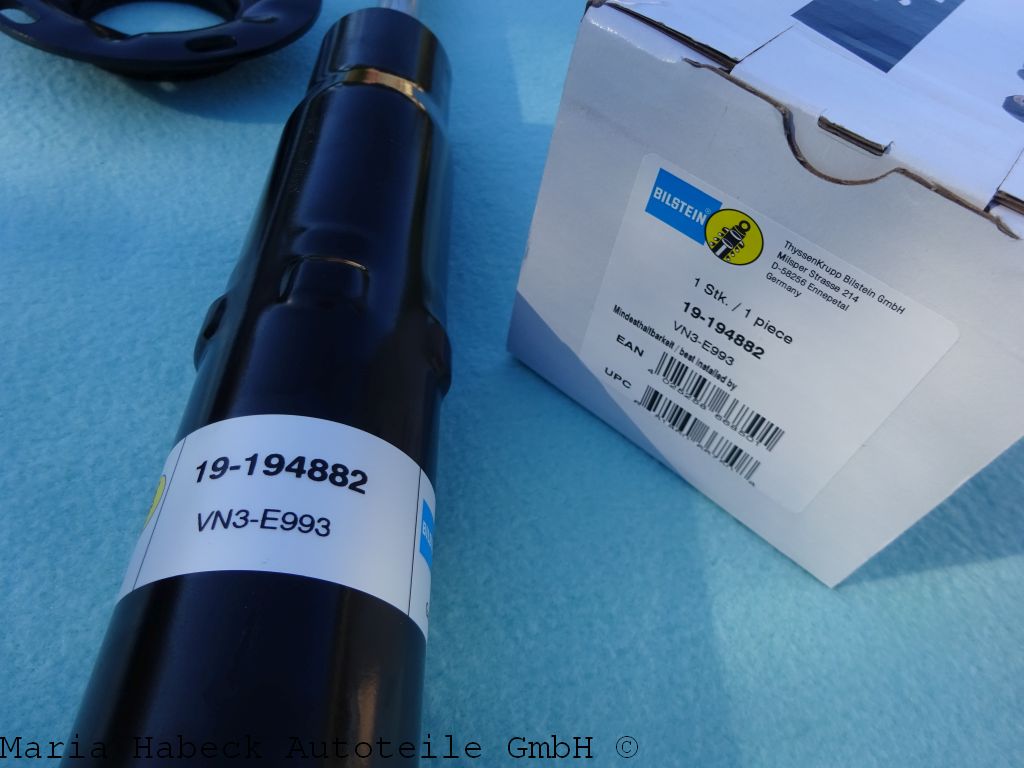 19-194882
VN3-E993
BILSTEIN®
ThyssenKrupp Bilstein GmbH
Milsper Strasse 214
D-58256 Ennepetal
Germany
1 Stk. / 1 piece
19-194882
VN3-E993
Mindesthaltbarkeit / best installed by
EAN
UPC
Maria Habeck Autoteile GmbH ©